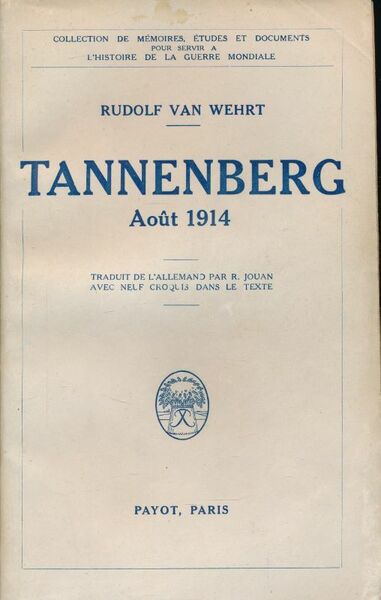 COLLECTION DE MÉMOIRES, ÉTUDES ET DOCUMENTS
POUR SERVIR A
L'HISTOIRE DE LA GUERRE MONDIALE
RUDOLF VAN WEHRT
TANNENBERG
Août 1914
TRADUIT DE L'ALLEMAND PAR R. JOUAN
AVEC NEUF CROQUIS DANS LE TEXTE
PAYOT, PARIS